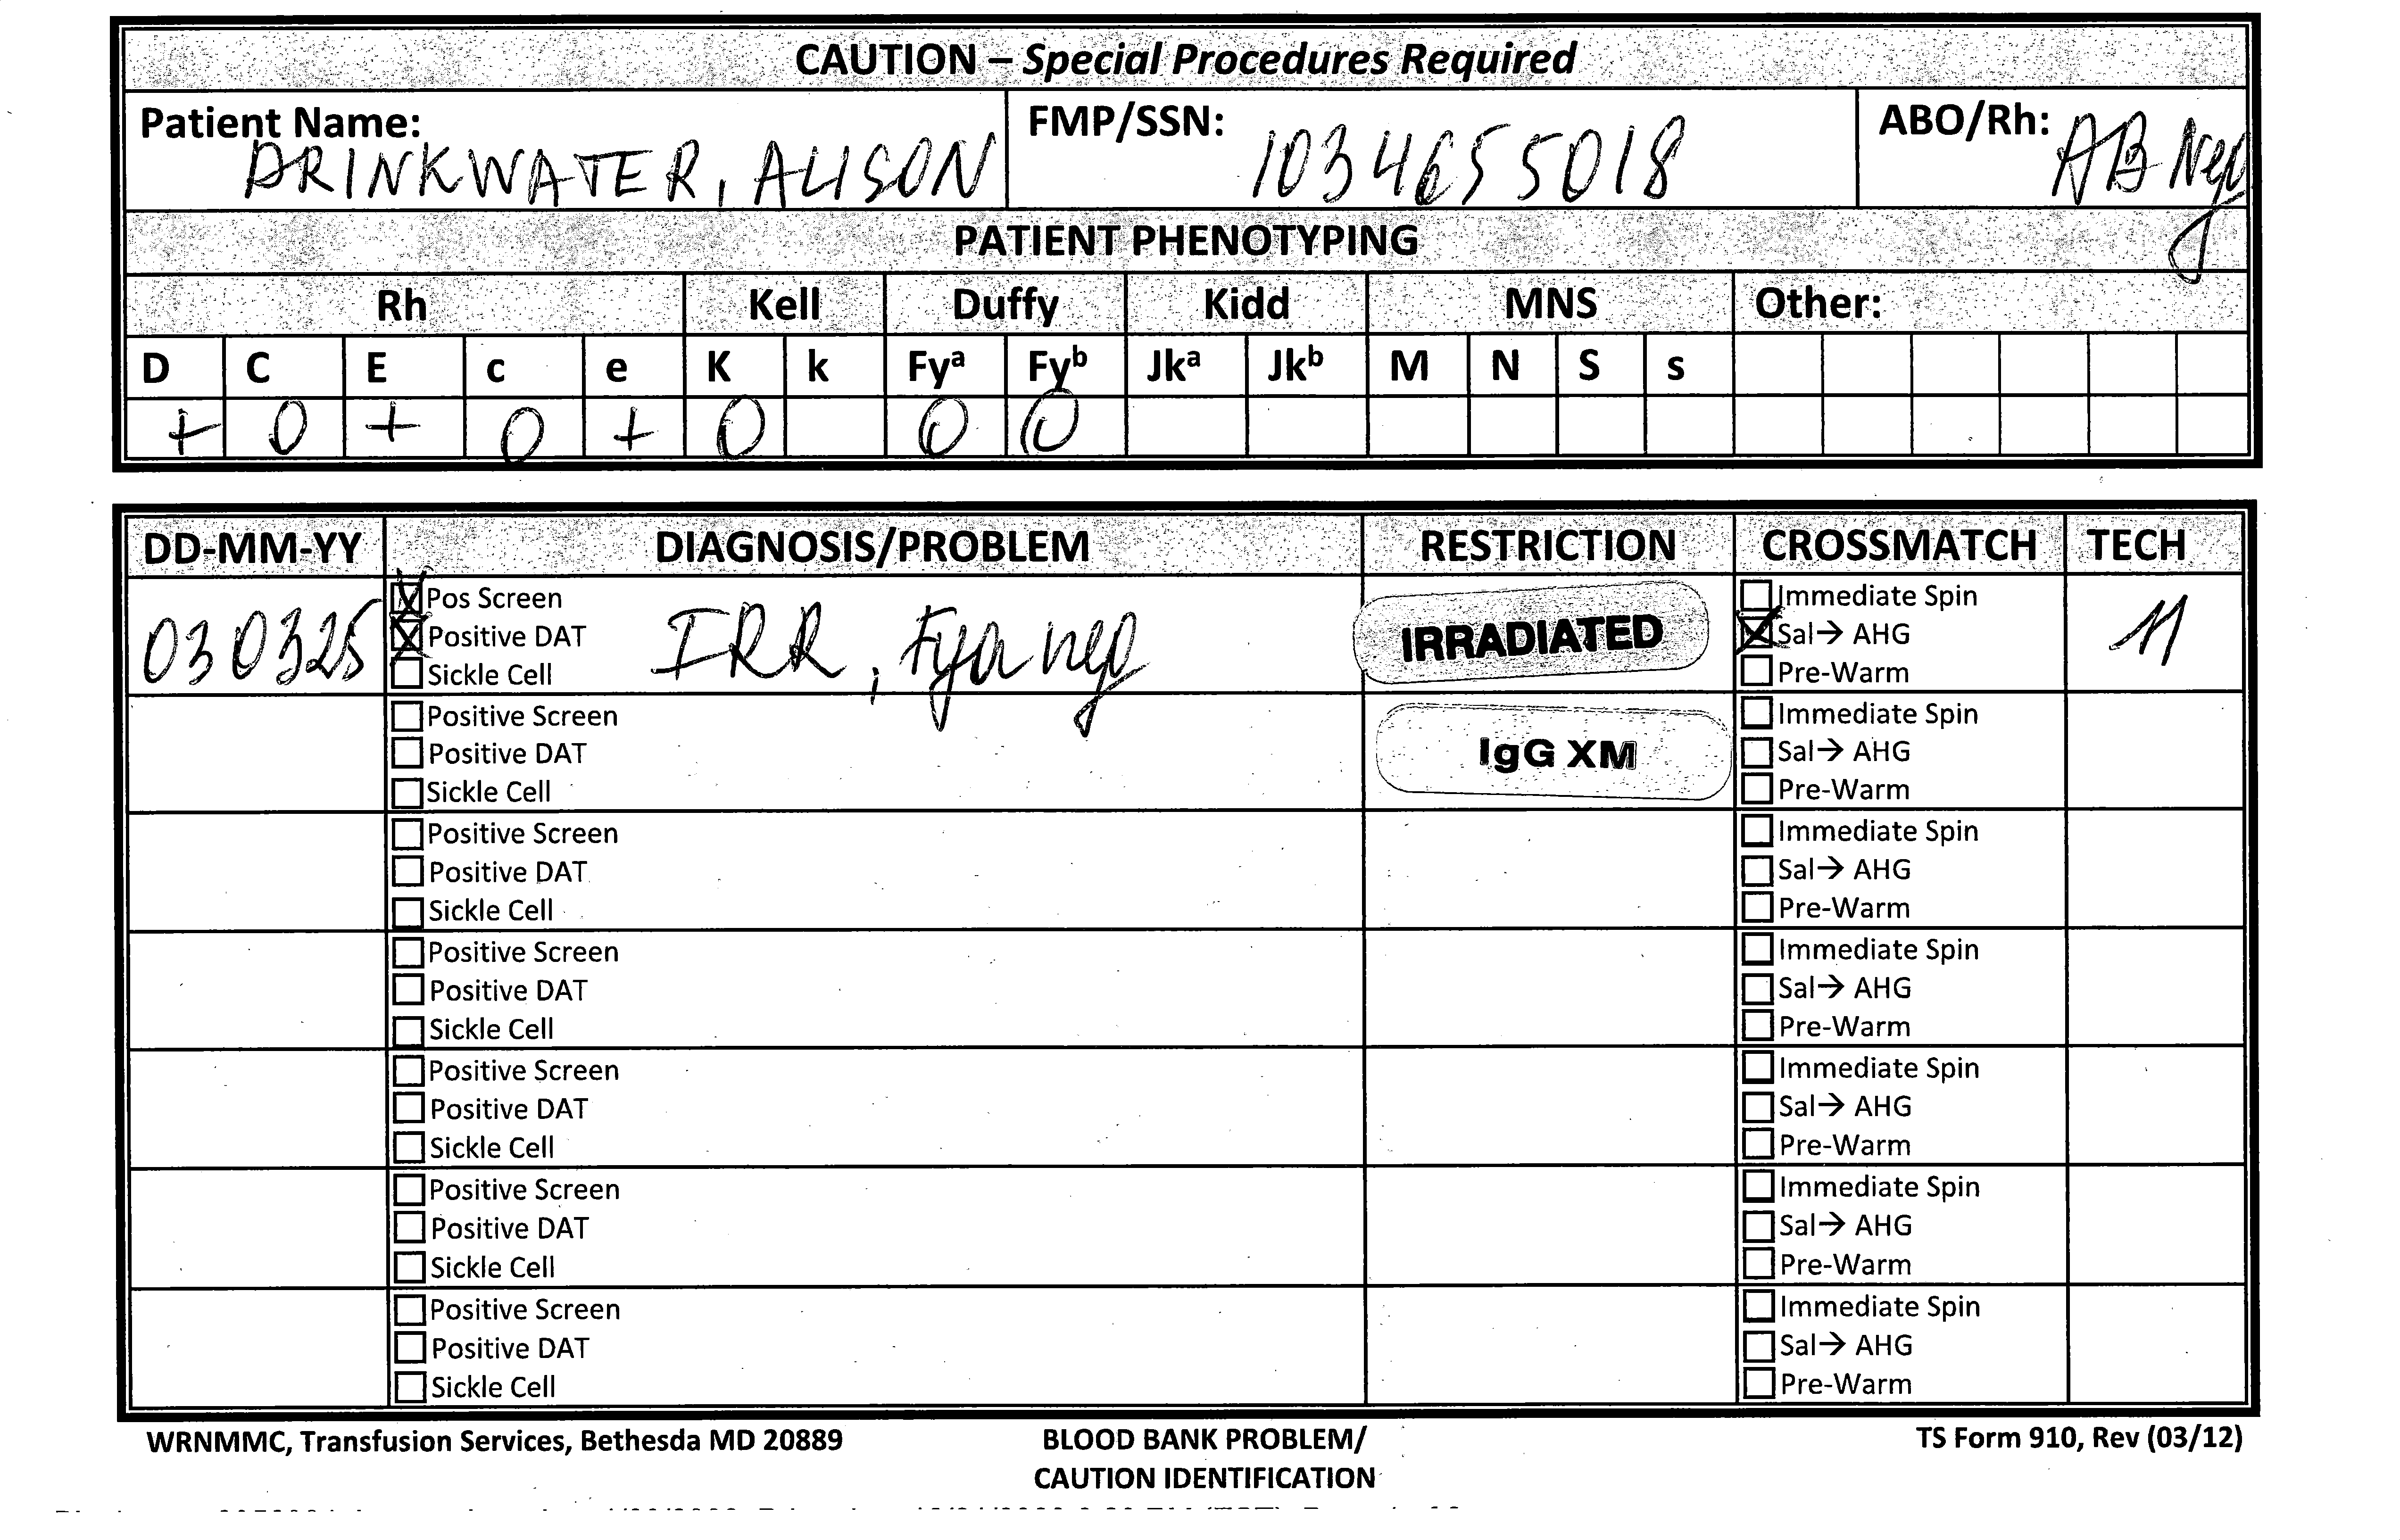 CAUTION – Special Procedures Required
Patient Name: DRINKWATER, ALISON FMP/SSN: 1034655018 ABO/Rh: AB Neg
PATIENT PHENOTYPING
Rh Kell Duffy Kidd MNS Other:
D C E c e K k Fyᵃ Fyᵇ Jkᵃ Jkᵇ M N S s
+ 0 + 0 + 0 0 0
DD-MM-YY DIAGNOSIS/PROBLEM RESTRICTION CROSSMATCH TECH
Pos Screen Immediate Spin
030325 Positive DAT IRR, Fya neg IRRADIATED Sal→ AHG 11
Sickle Cell Pre-Warm
Positive Screen Immediate Spin
Positive DAT IgG XM Sal→ AHG
Sickle Cell Pre-Warm
Positive Screen Immediate Spin
Positive DAT Sal→ AHG
Sickle Cell Pre-Warm
Positive Screen Immediate Spin
Positive DAT Sal→ AHG
Sickle Cell Pre-Warm
Positive Screen Immediate Spin
Positive DAT Sal→ AHG
Sickle Cell Pre-Warm
Positive Screen Immediate Spin
Positive DAT Sal→ AHG
Sickle Cell Pre-Warm
Positive Screen Immediate Spin
Positive DAT Sal→ AHG
Sickle Cell Pre-Warm
WRNMMC, Transfusion Services, Bethesda MD 20889 BLOOD BANK PROBLEM/ TS Form 910, Rev (03/12)
CAUTION IDENTIFICATION